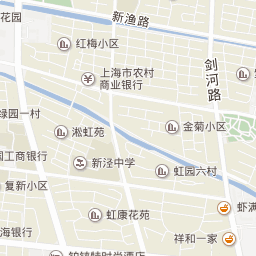 新渔路
花园
红梅小区
剑河路
上海市农村
商业银行
绿园一村
淞虹苑
金菊小区
国工商银行
新泾中学
虹园六村
复新小区
虹康花苑
虾满
海银行
祥和一家